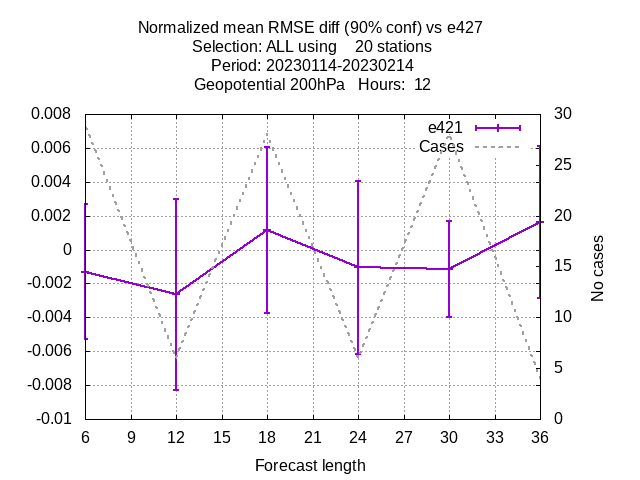 Normalized mean RMSE diff (90% conf) vs e427
Selection: ALL using    20 stations
Period: 20230114-20230214
Geopotential 200hPa   Hours:  12
0.008
0.006
0.004
0.002
0
-0.002
-0.004
-0.006
-0.008
-0.01
e421
Cases
30
25
20
15
10
5
0
No cases
6 9 12 15 18 21 24 27 30 33 36
Forecast length